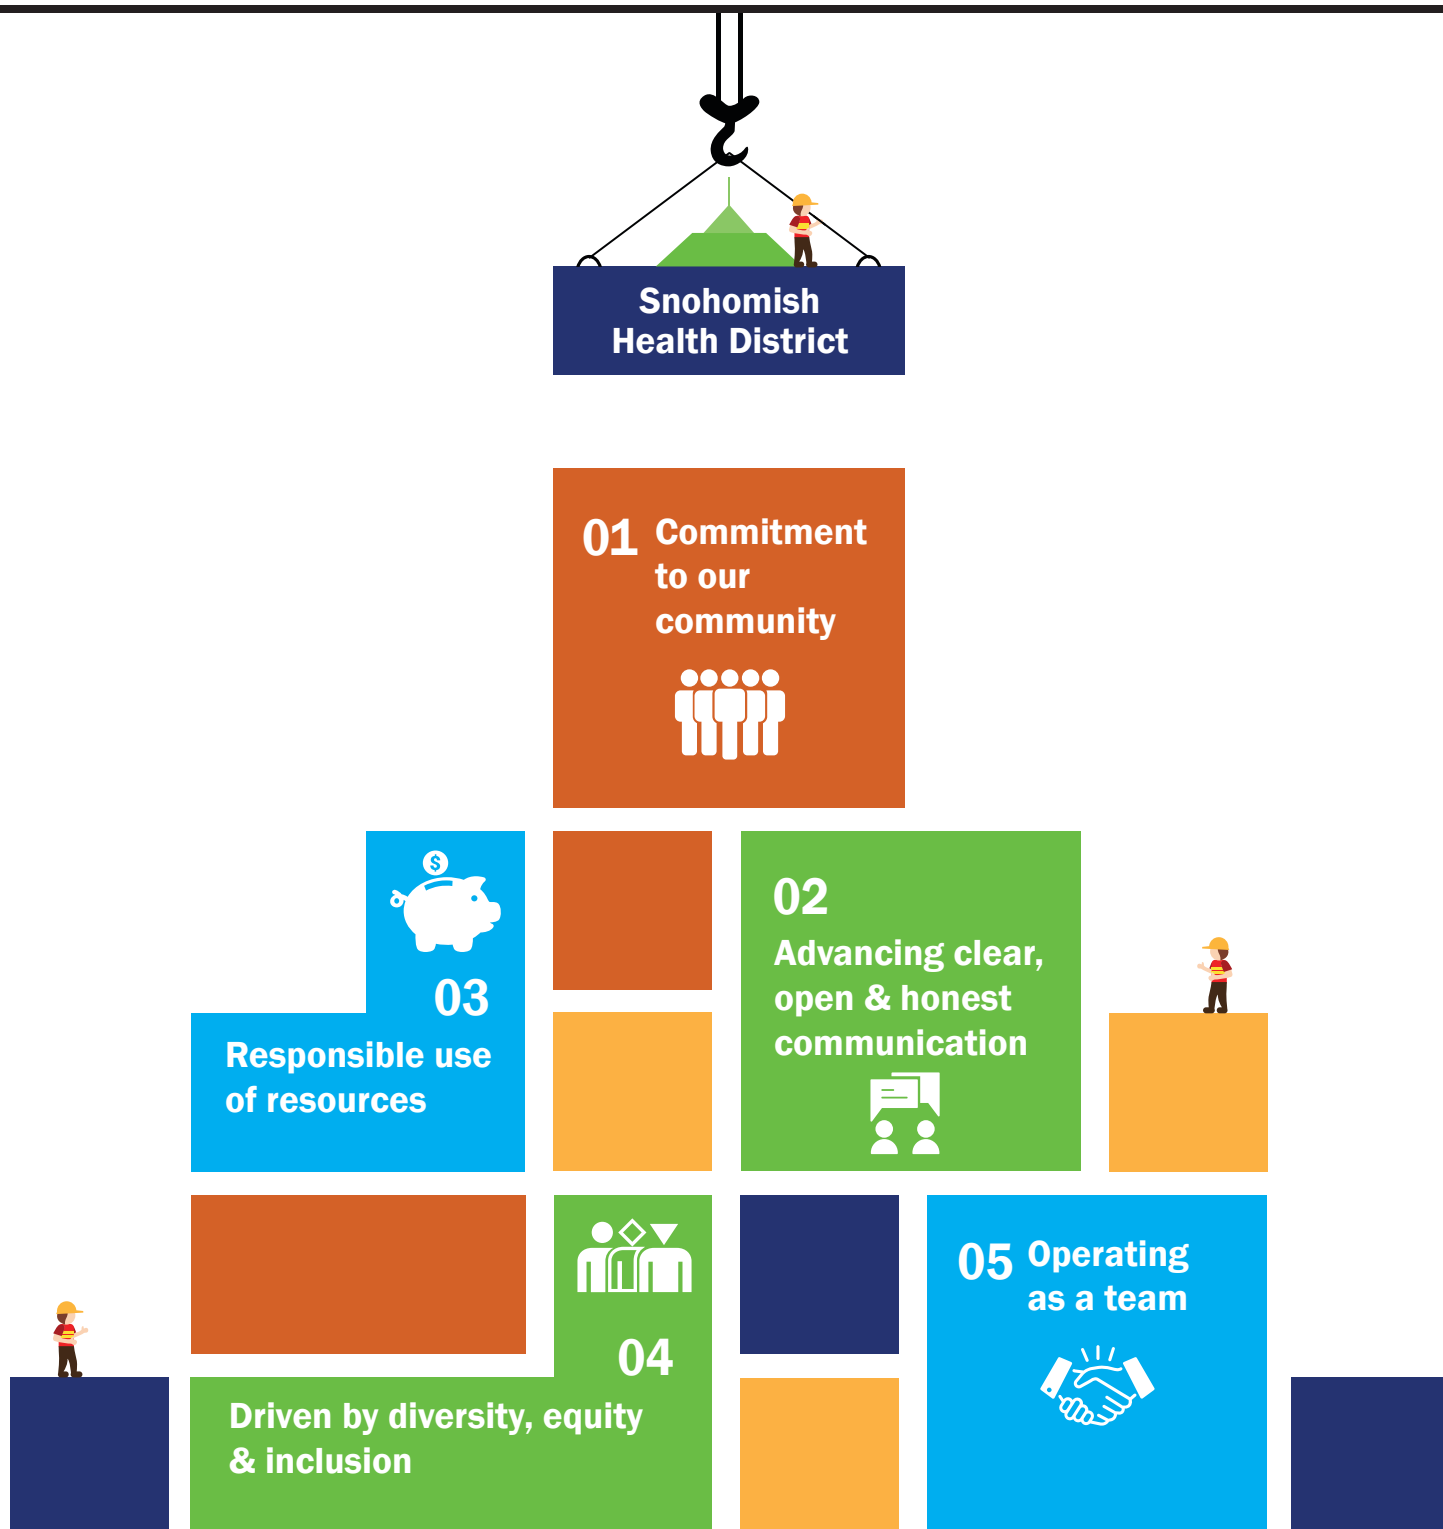 Snohomish
Health District
01 Commitment
to our
community
$
03
Responsible use
of resources
02
Advancing clear,
open & honest
communication
04
Driven by diversity, equity
& inclusion
05 Operating
as a team